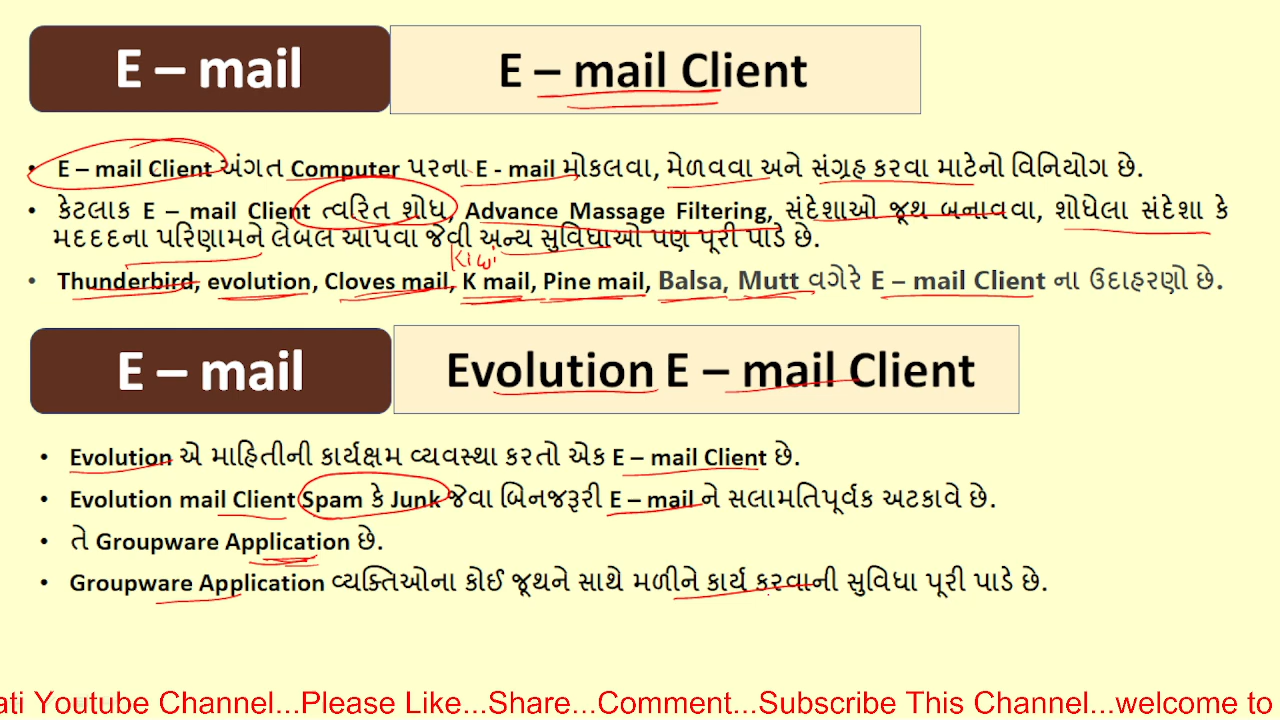 E – mail
E – mail Client
• E – mail Client અંગત Computer પરના E - mail મોકલવા, મેળવવા અને સંગ્રહ કરવા માટેનો વિનિયોગ છે.
• કેટલાક E – mail Client ત્વરિત શોધ, Advance Massage Filtering, સંદેશાઓ જૂથ બનાવવા, શોધેલા સંદેશા કે
મદદદના પરિણામને લેબલ આપવા જેવી અન્ય સુવિધાઓ પણ પૂરી પાડે છે.
• Thunderbird, evolution, Cloves mail, K mail, Pine mail, Balsa, Mutt વગેરે E – mail Client ના ઉદાહરણો છે.
E – mail
Evolution E – mail Client
• Evolution એ માહિતીની કાર્યક્ષમ વ્યવસ્થા કરતો એક E – mail Client છે.
• Evolution mail Client Spam કે Junk જેવા બિનજરૂરી E – mail ને સલામતિપૂર્વક અટકાવે છે.
• તે Groupware Application છે.
• Groupware Application વ્યક્તિઓના કોઈ જૂથને સાથે મળીને કાર્ય કરવાની સુવિધા પૂરી પાડે છે.
ati Youtube Channel...Please Like...Share...Comment...Subscribe This Channel...welcome to